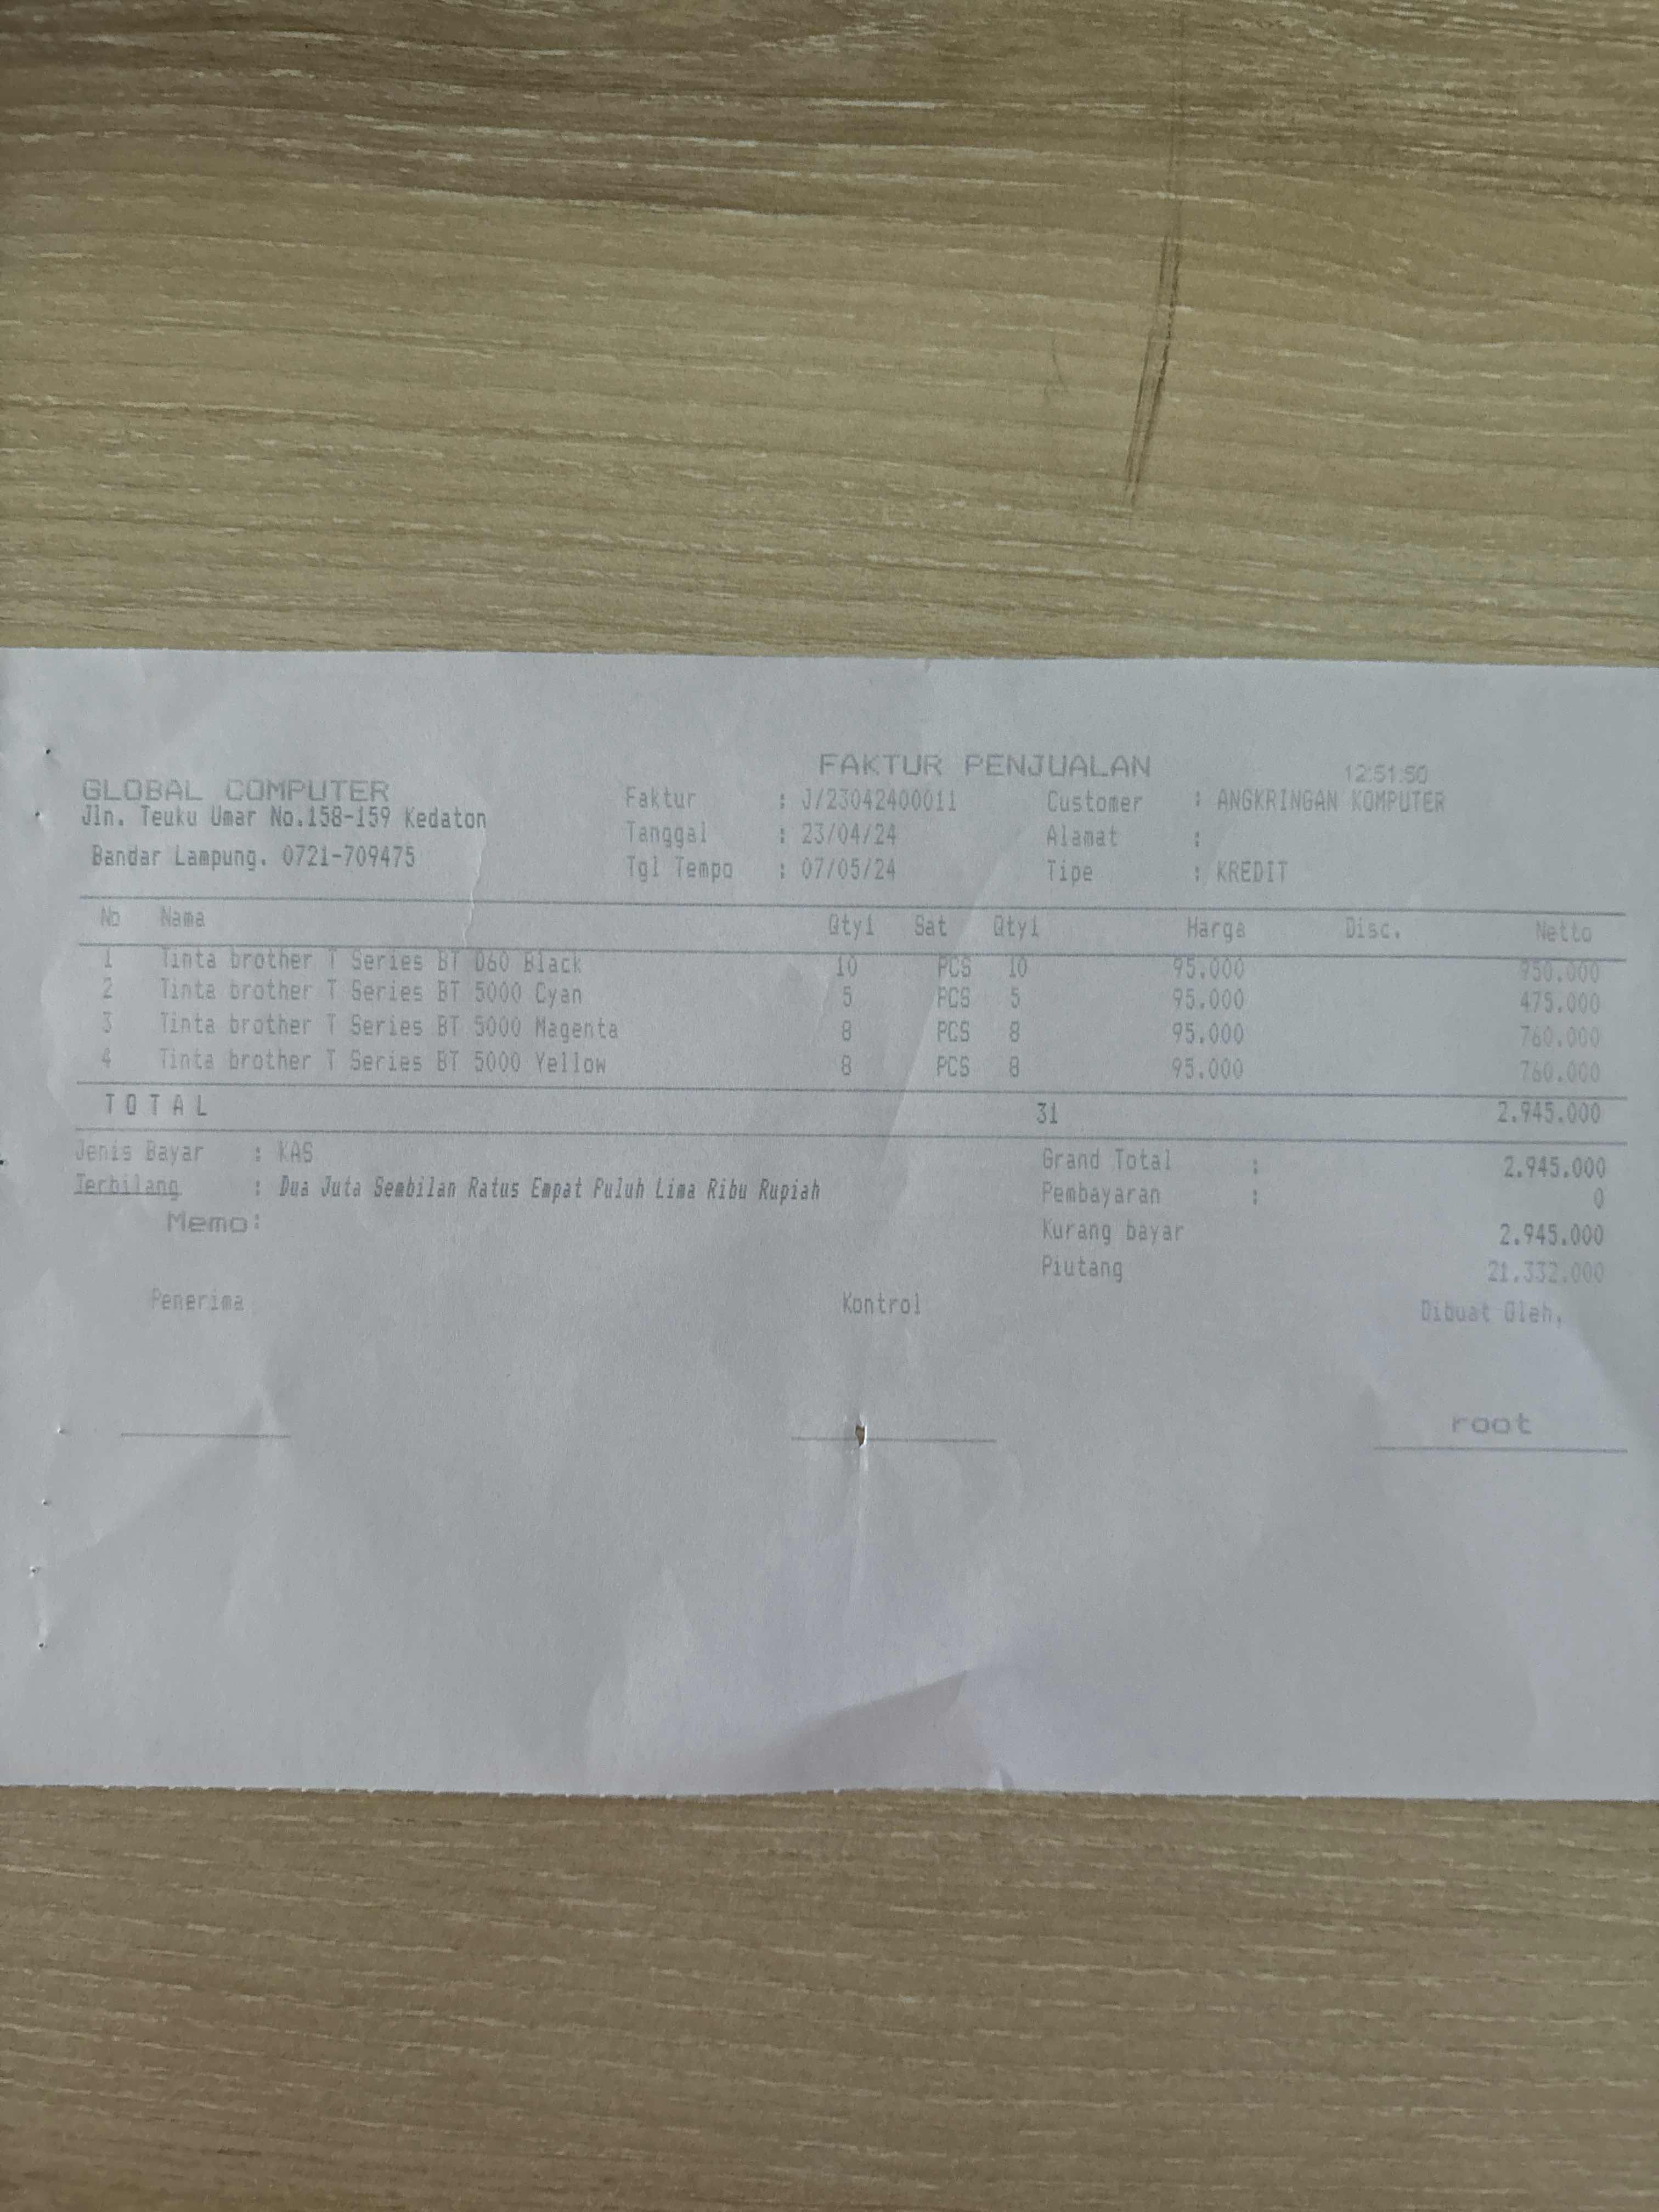 FAKTUR PENJUALAN
12:51:50
GLOBAL COMPUTER
Jln. Teuku Umar No.158-159 Kedaton
Bandar Lampung. 0721-709475
Faktur : J/23042400011
Tanggal : 23/04/24
Tgl Tempo : 07/05/24
Customer : ANGKRINGAN KOMPUTER
Alamat :
Tipe : KREDIT
No Nama Qty1 Sat Qty1 Harga Disc. Netto
1 Tinta brother T Series BT D60 Black 10 PCS 10 95.000 950.000
2 Tinta brother T Series BT 5000 Cyan 5 PCS 5 95.000 475.000
3 Tinta brother T Series BT 5000 Magenta 8 PCS 8 95.000 760.000
4 Tinta brother T Series BT 5000 Yellow 8 PCS 8 95.000 760.000
T O T A L 31 2.945.000
Jenis Bayar : KAS
Terbilang : Dua Juta Sembilan Ratus Empat Puluh Lima Ribu Rupiah
Memo:
Grand Total : 2.945.000
Pembayaran : 0
Kurang bayar 2.945.000
Piutang 21.332.000
Penerima Kontrol Dibuat Oleh,
root